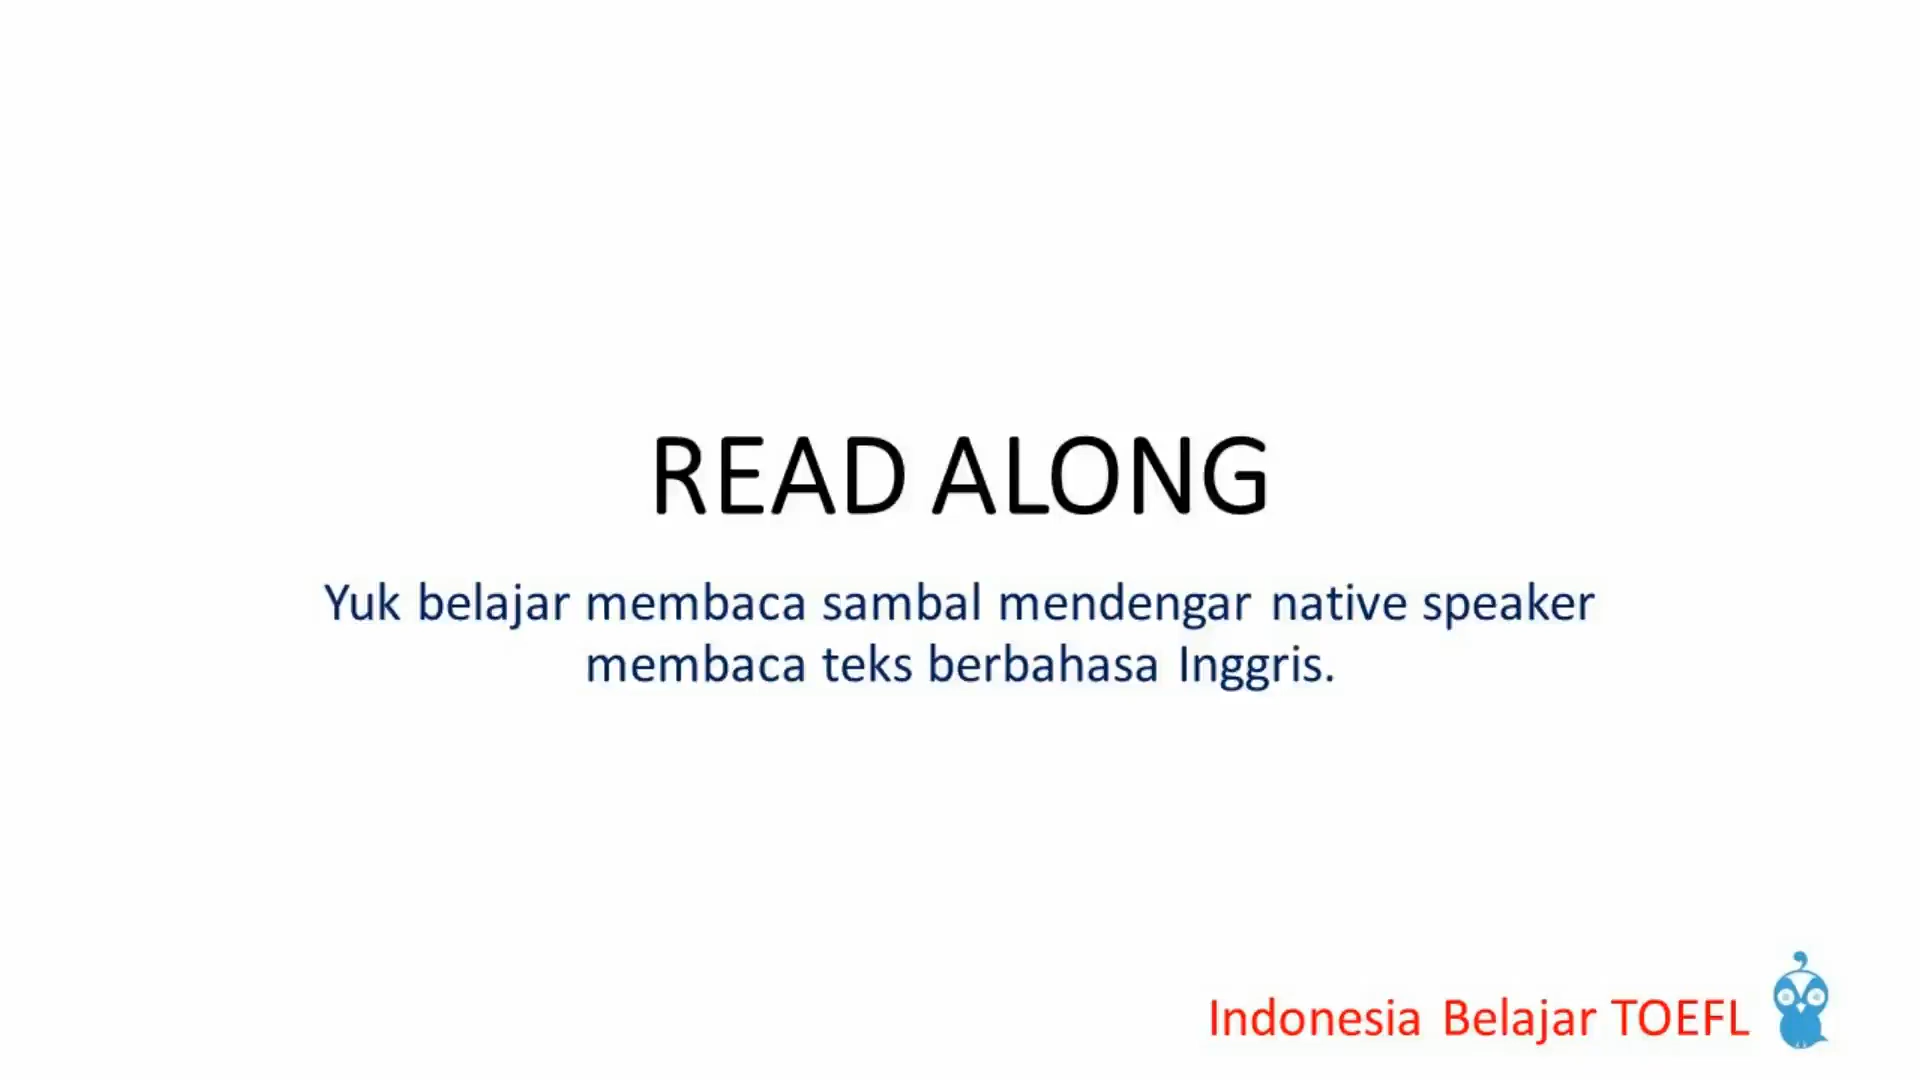 READ ALONG
Yuk belajar membaca sambal mendengar native speaker
membaca teks berbahasa Inggris.
Indonesia Belajar TOEFL